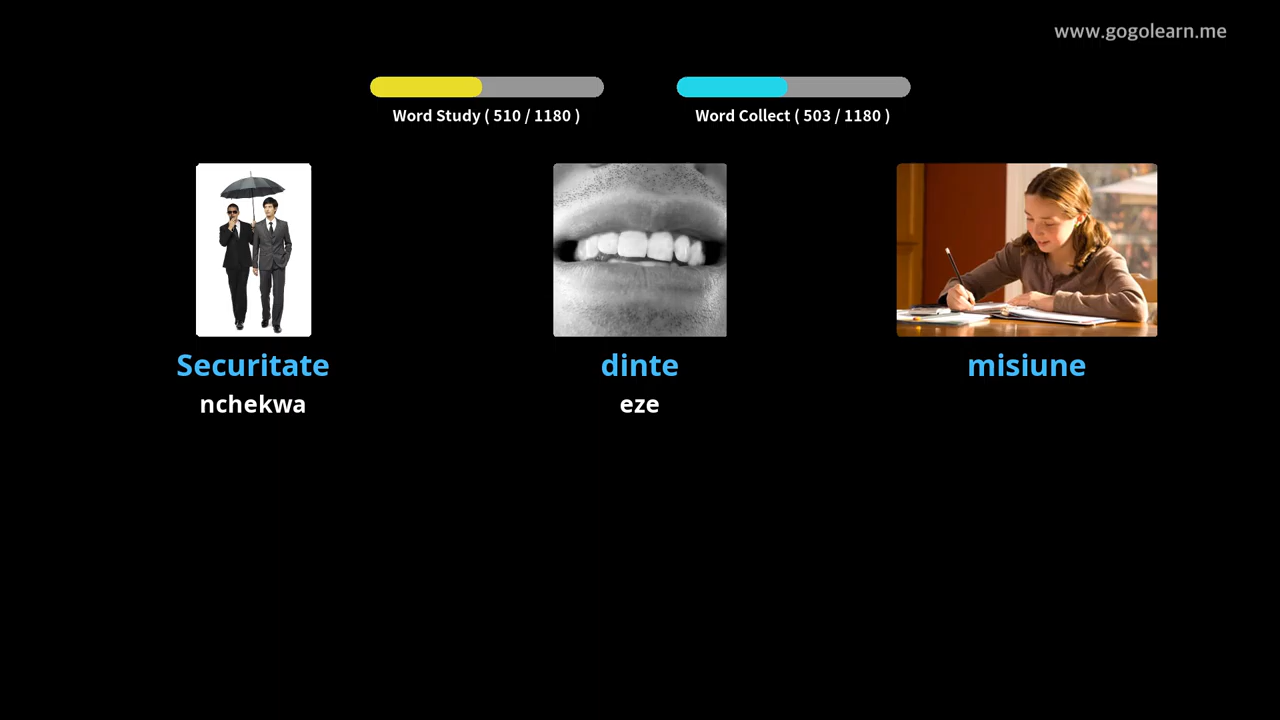 www.gogolearn.me
Word Study ( 510 / 1180 )
Word Collect ( 503 / 1180 )
Securitate
nchekwa
dinte
eze
misiune